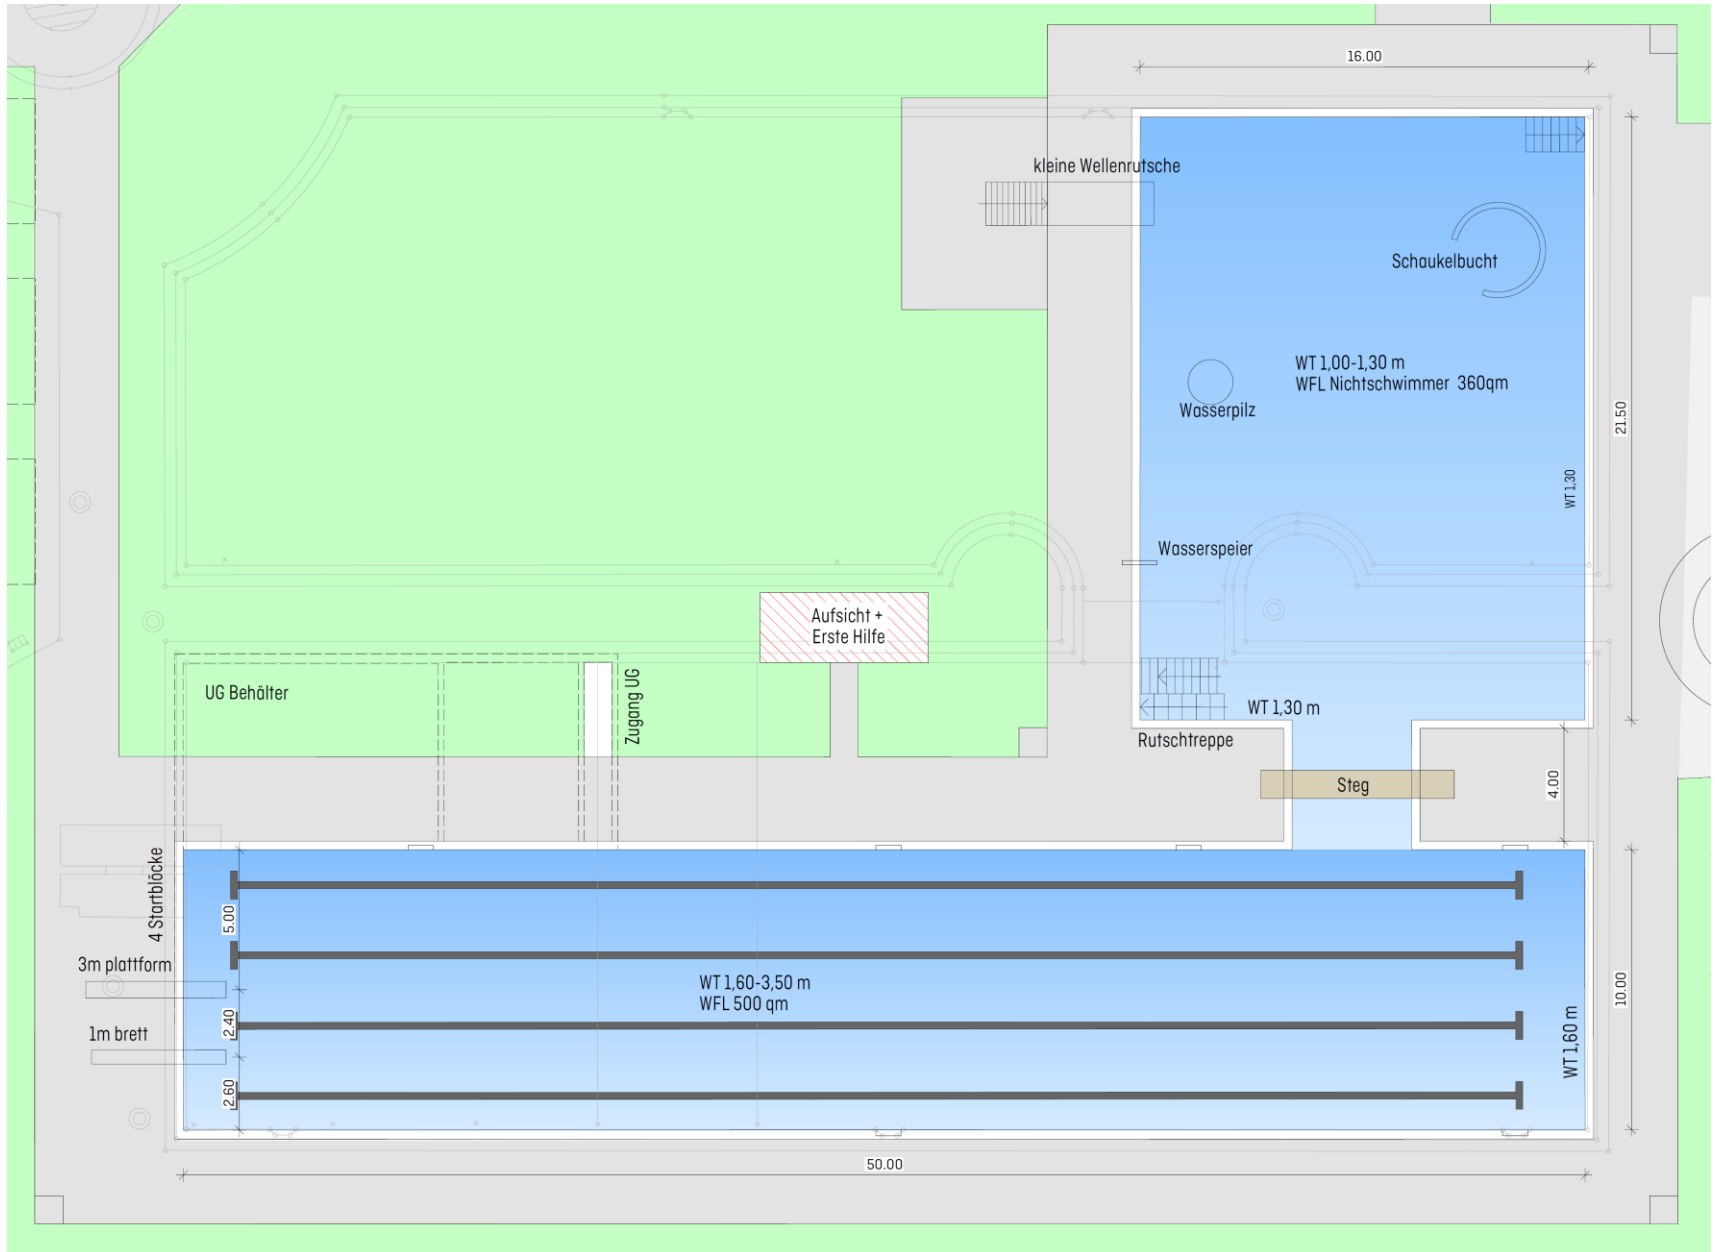 16.00
kleine Wellenrutsche
Schaukelbucht
WT 1,00-1,30 m
WFL Nichtschwimmer 360qm
Wasserpilz
21.50
WT 1,30
Wasserspeier
Aufsicht +
Erste Hilfe
UG Behälter
Zugang UG
WT 1,30 m
Rutschtreppe
Steg
4.00
4 Startblöcke
5.00
3m plattform
WT 1,60-3,50 m
WFL 500 qm
10.00
2.40
1m brett
WT 1,60 m
2.60
50.00